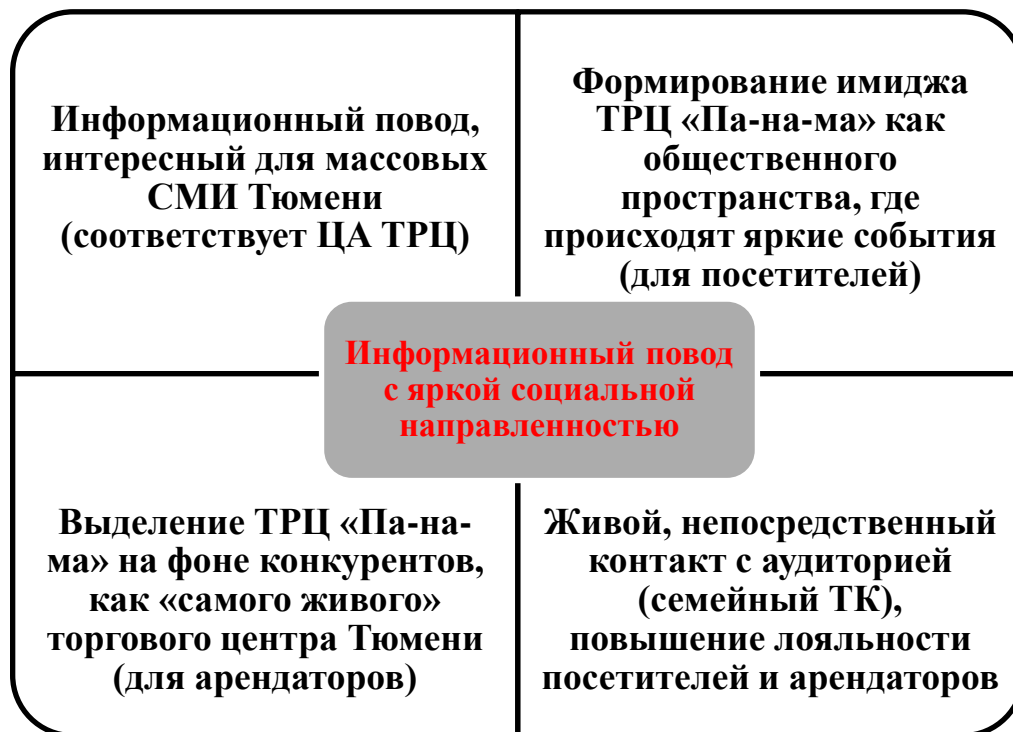 Информационный повод,
интересный для массовых
СМИ Тюмени
(соответствует ЦА ТРЦ)
Формирование имиджа
ТРЦ «Па-на-ма» как
общественного
пространства, где
происходят яркие события
(для посетителей)
Информационный повод
с яркой социальной
направленностью
Выделение ТРЦ «Па-на-
ма» на фоне конкурентов,
как «самого живого»
торгового центра Тюмени
(для арендаторов)
Живой, непосредственный
контакт с аудиторией
(семейный ТК),
повышение лояльности
посетителей и арендаторов